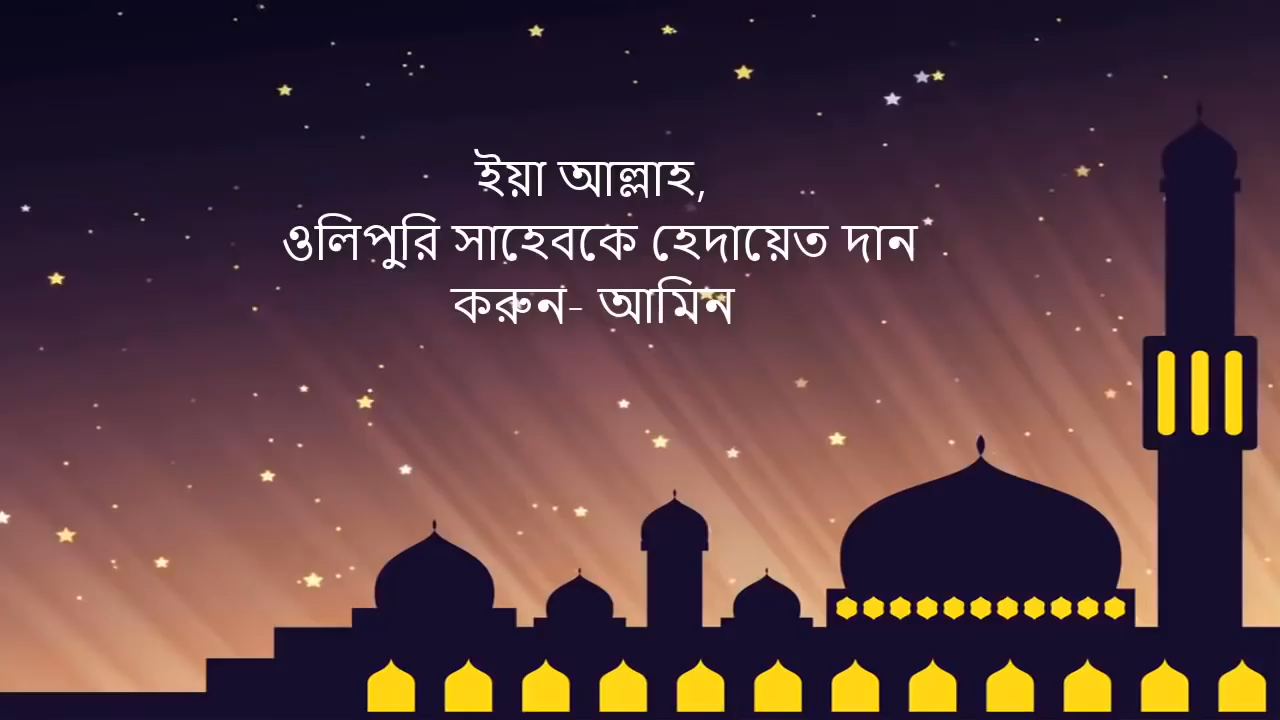 ইয়া আল্লাহ,
ওলিপুরি সাহেবকে হেদায়েত দান
করুন- আমিন